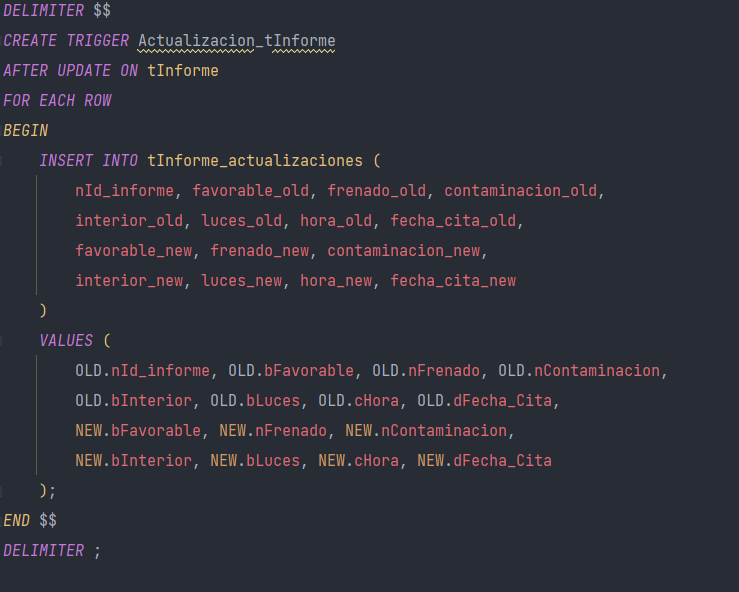 DELIMITER $$
CREATE TRIGGER Actualizacion_tInforme
AFTER UPDATE ON tInforme
FOR EACH ROW
BEGIN
    INSERT INTO tInforme_actualizaciones (
        nId_informe, favorable_old, frenado_old, contaminacion_old,
        interior_old, luces_old, hora_old, fecha_cita_old,
        favorable_new, frenado_new, contaminacion_new,
        interior_new, luces_new, hora_new, fecha_cita_new
    )
    VALUES (
        OLD.nId_informe, OLD.bFavorable, OLD.nFrenado, OLD.nContaminacion,
        OLD.bInterior, OLD.bLuces, OLD.cHora, OLD.dFecha_Cita,
        NEW.bFavorable, NEW.nFrenado, NEW.nContaminacion,
        NEW.bInterior, NEW.bLuces, NEW.cHora, NEW.dFecha_Cita
    );
END $$
DELIMITER ;